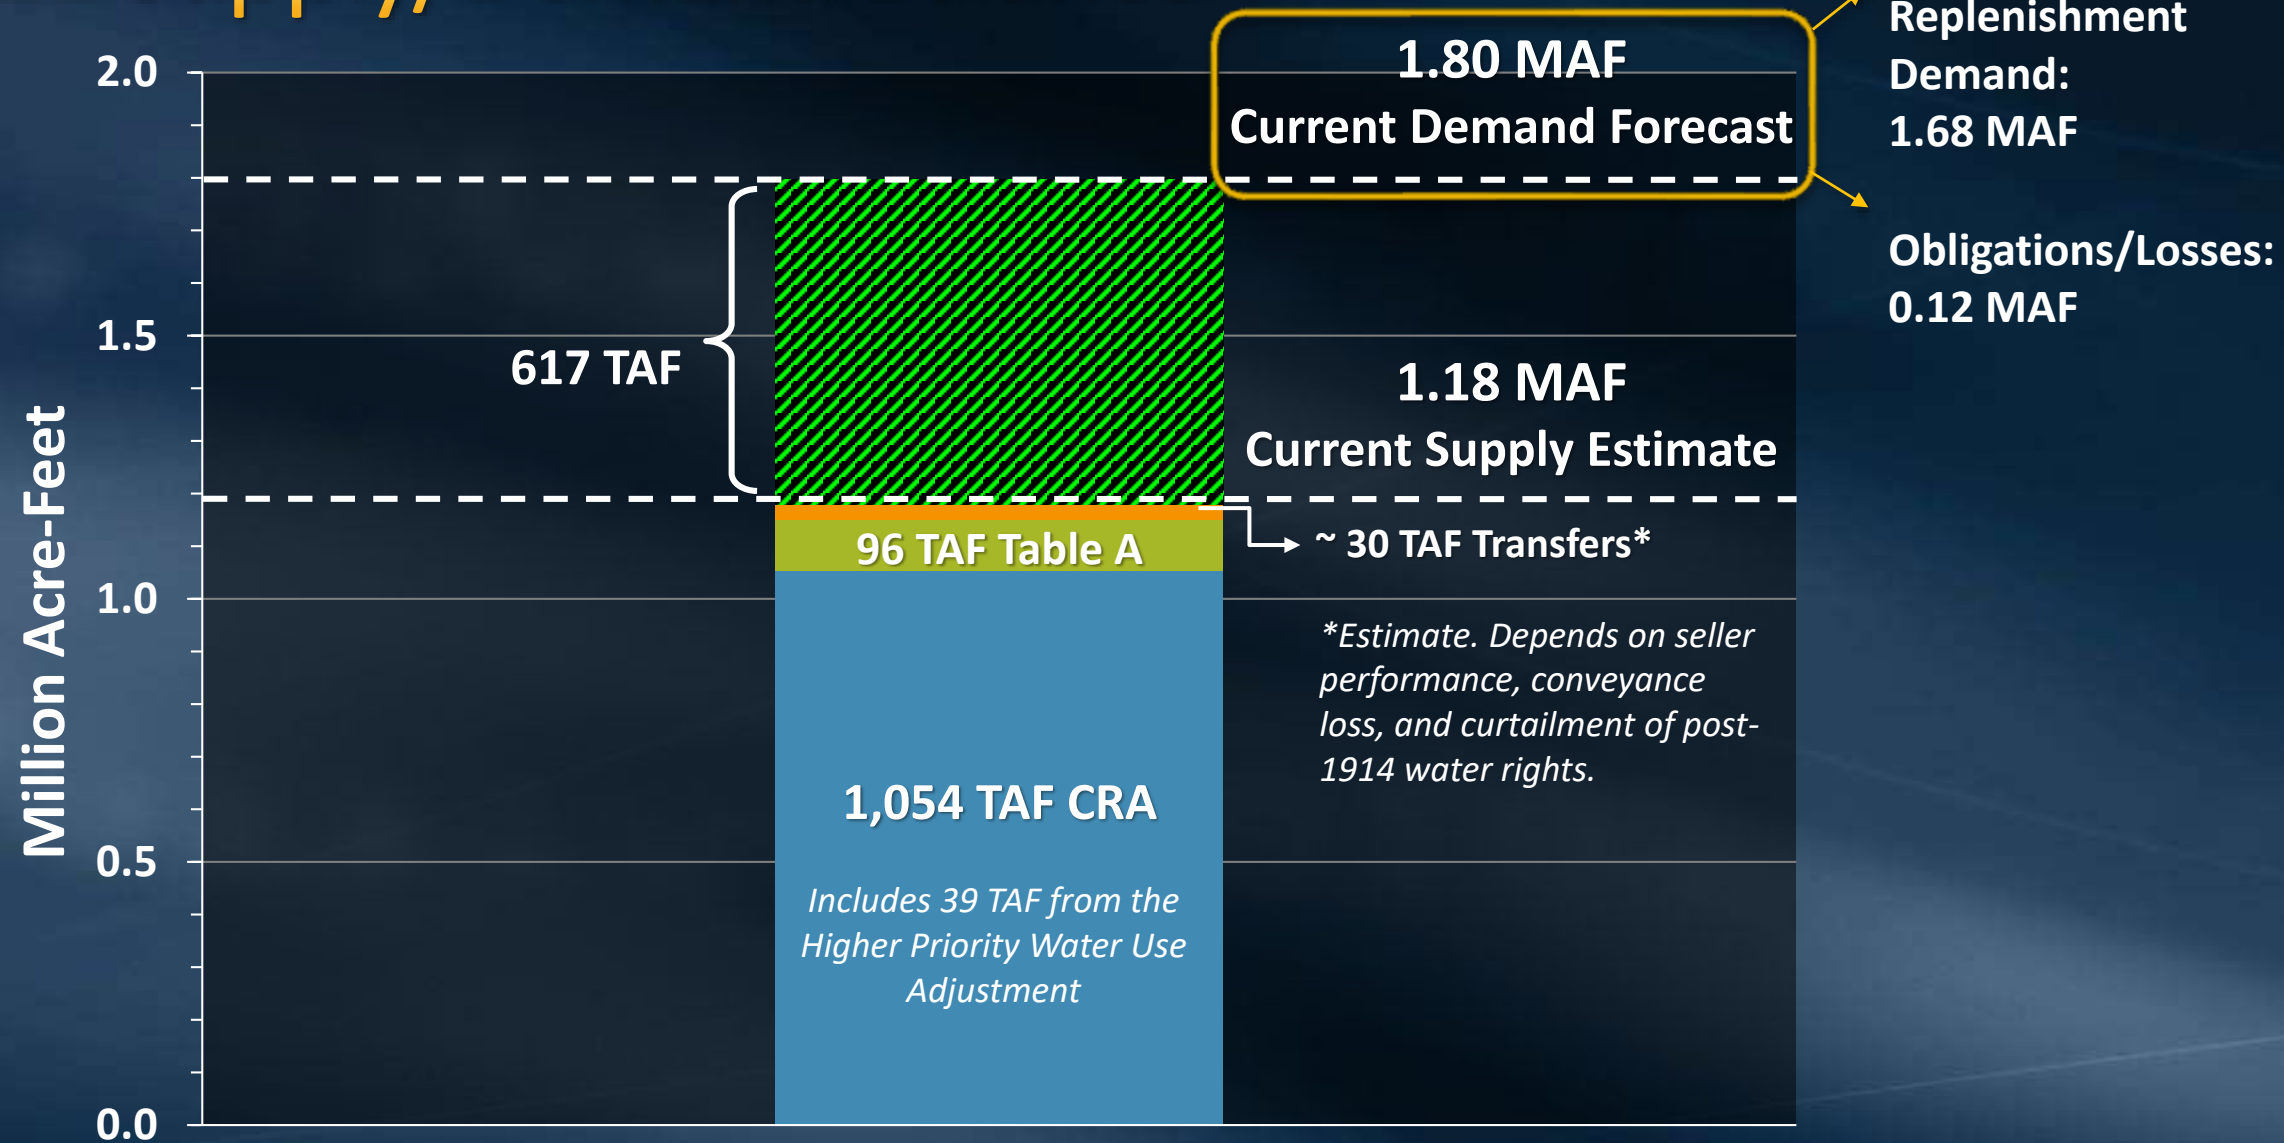 Replenishment
Demand:
1.68 MAF
Obligations/Losses:
0.12 MAF
1.80 MAF
Current Demand Forecast
2.0
1.5
1.0
0.5
0.0
Million Acre-Feet
617 TAF
1.18 MAF
Current Supply Estimate
~ 30 TAF Transfers*
96 TAF Table A
*Estimate. Depends on seller
performance, conveyance
loss, and curtailment of post-
1914 water rights.
1,054 TAF CRA
Includes 39 TAF from the
Higher Priority Water Use
Adjustment